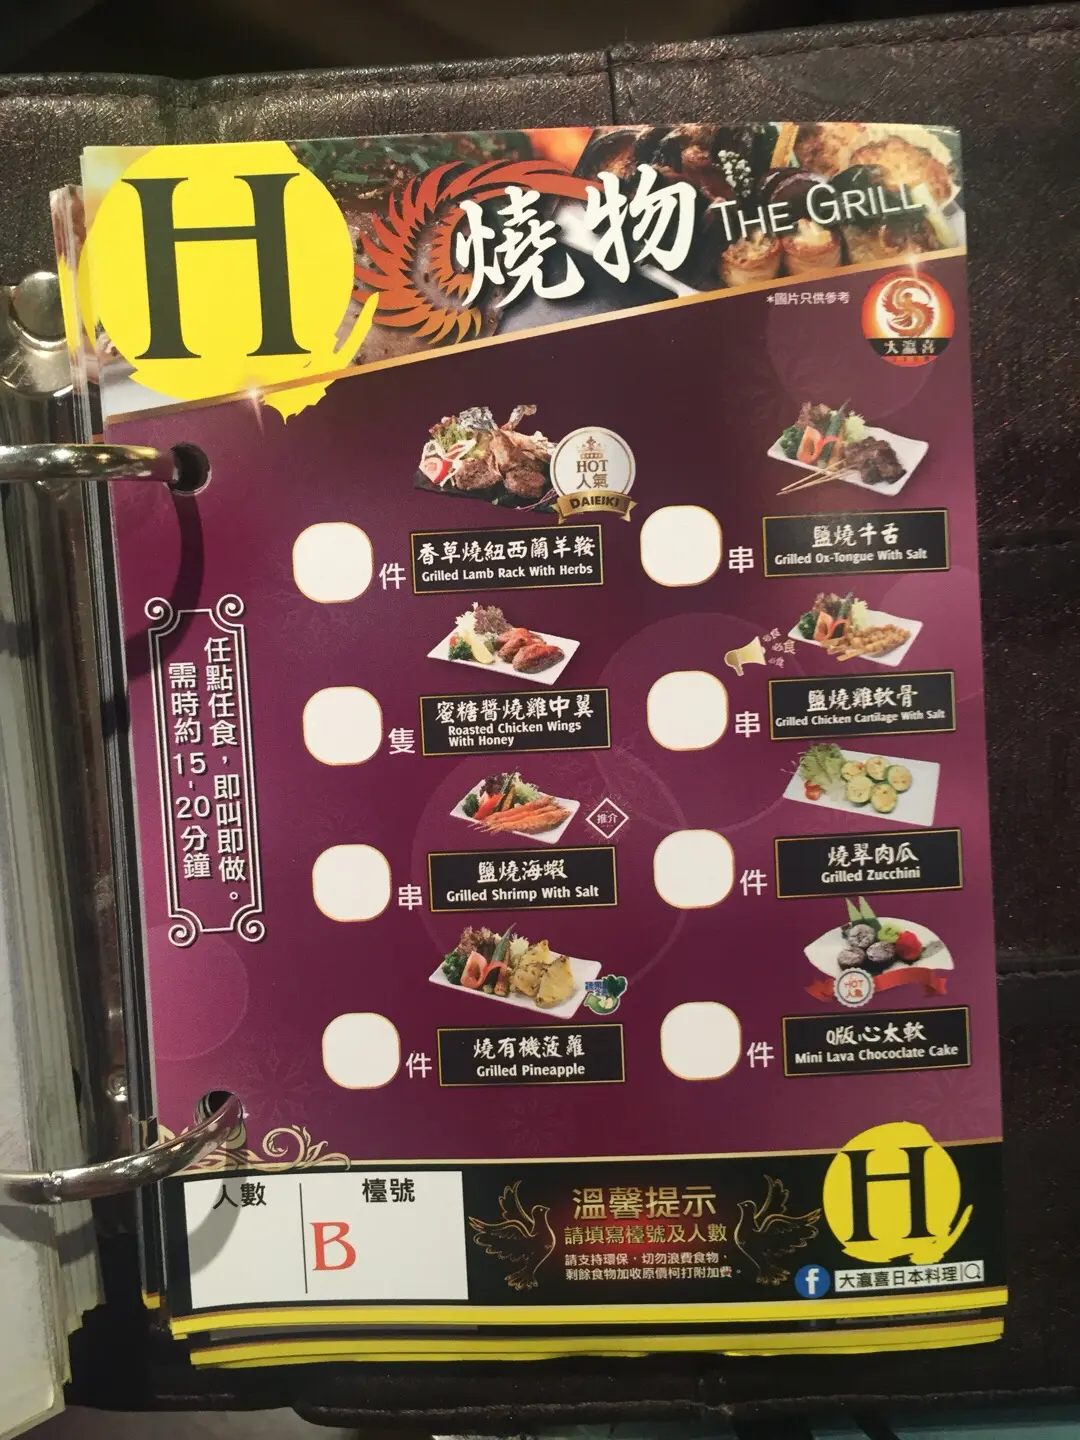 H
燒物 THE GRILL
*圖片只供參考
大瀛喜
HOT
人氣
DAIEIKI
件
香草燒紐西蘭羊鞍
Grilled Lamb Rack With Herbs
串
鹽燒牛舌
Grilled Ox-Tongue With Salt
隻
蜜糖醬燒雞中翼
Roasted Chicken Wings
With Honey
串
鹽燒雞軟骨
Grilled Chicken Cartilage With Salt
推介
串
鹽燒海蝦
Grilled Shrimp With Salt
件
燒翠肉瓜
Grilled Zucchini
件
燒有機菠蘿
Grilled Pineapple
HOT
人氣
件
Q版心太軟
Mini Lava Chococlate Cake
任點任食，即叫即做。
需時約15-20分鐘
人數
檯號
B
溫馨提示
請填寫檯號及人數
請支持環保，切勿浪費食物，
剩餘食物加收原價柯打附加費。
H
f 大瀛喜日本料理